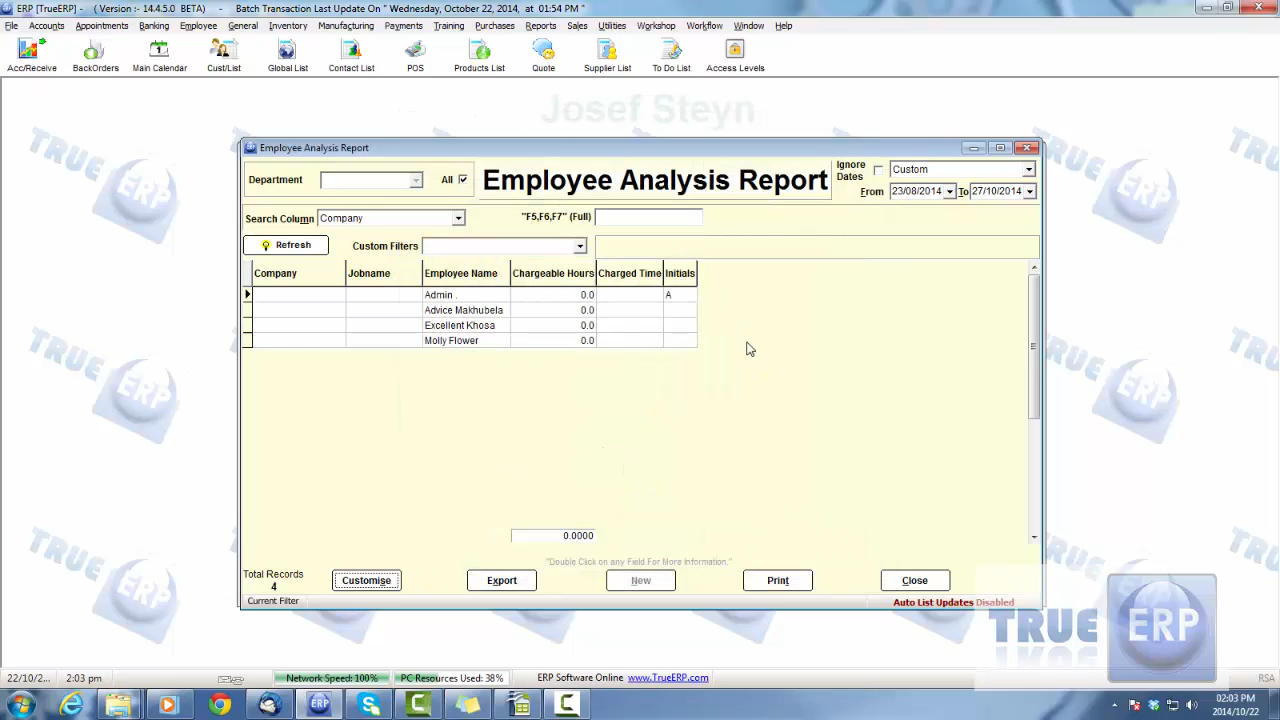 ERP [TrueERP] - ( Version :- 14.4.5.0 BETA) - Batch Transaction Last Update On " Wednesday, October 22, 2014, at 01:54 PM "
File Accounts Appointments Banking Employee General Inventory Manufacturing Payments Training Purchases Reports Sales Utilities Workshop Workflow Window Help
Acc/Receive BackOrders Main Calendar Cust/List Global List Contact List POS Products List Quote Supplier List To Do List Access Levels
Josef Steyn
Employee Analysis Report
Department All Employee Analysis Report Ignore Dates Custom
From 23/08/2014 To 27/10/2014
Search Column Company "F5,F6,F7" (Full)
Refresh Custom Filters
Company Jobname Employee Name Chargeable Hours Charged Time Initials
Admin . 0.0 A
Advice Makhubela 0.0
Excellent Khosa 0.0
Molly Flower 0.0
0.0000
"Double Click on any Field For More Information."
Total Records
4
Customise Export New Print Close
Current Filter Auto List Updates Disabled
TRUE ERP
22/10/2... 2:03 pm Network Speed: 100% PC Resources Used: 38% ERP Software Online www.TrueERP.com RSA
02:03 PM
2014/10/22